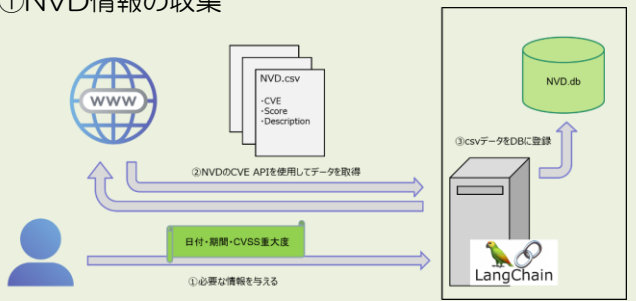 ①NVD情報の収集
WWW
NVD.csv
・CVE
・Score
・Description
NVD.db
③csvデータをDBに登録
②NVDのCVE APIを使用してデータを取得
日付・期間・CVSS重大度
①必要な情報を与える
LangChain